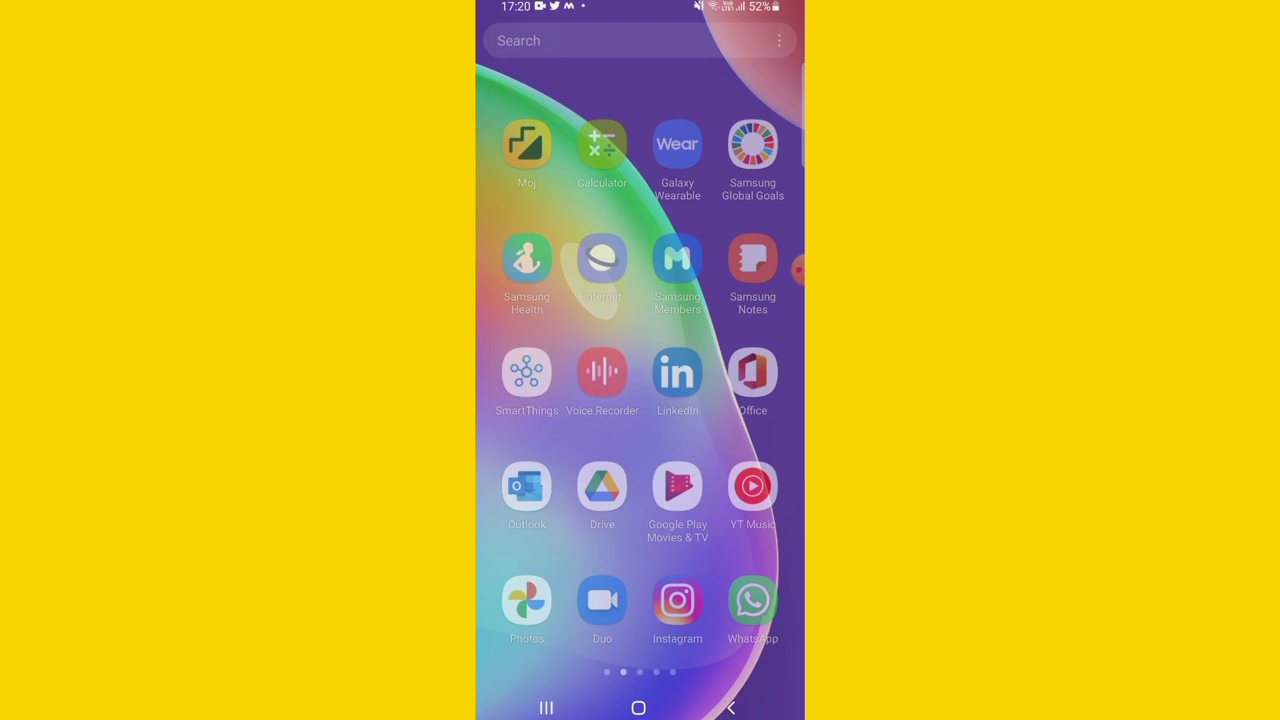 17:20 52%
Search
Wear
Moj Calculator Galaxy Wearable Samsung Global Goals
Samsung Health Internet Samsung Members Samsung Notes
in
SmartThings Voice Recorder LinkedIn Office
Outlook Drive Google Play Movies & TV YT Music
Photos Duo Instagram WhatsApp